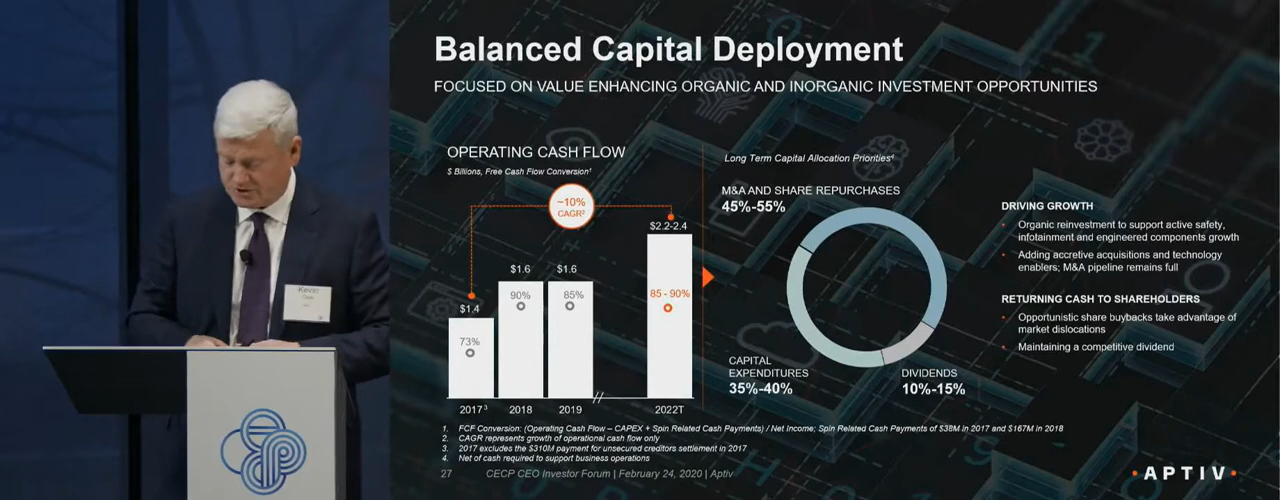 Balanced Capital Deployment
FOCUSED ON VALUE ENHANCING ORGANIC AND INORGANIC INVESTMENT OPPORTUNITIES
OPERATING CASH FLOW
$ Billions, Free Cash Flow Conversion¹
~10%
CAGR²
$1.4
73%
$1.6
90%
$1.6
85%
$2.2-2.4
85 - 90%
2017³
2018
2019
2022T
Long Term Capital Allocation Priorities⁴
M&A AND SHARE REPURCHASES
45%-55%
CAPITAL
EXPENDITURES
35%-40%
DIVIDENDS
10%-15%
DRIVING GROWTH
• Organic reinvestment to support active safety,
infotainment and engineered components growth
• Adding accretive acquisitions and technology
enablers; M&A pipeline remains full
RETURNING CASH TO SHAREHOLDERS
• Opportunistic share buybacks take advantage of
market dislocations
• Maintaining a competitive dividend
1. FCF Conversion: (Operating Cash Flow – CAPEX + Spin Related Cash Payments) / Net Income; Spin Related Cash Payments of $38M in 2017 and $167M in 2018
2. CAGR represents growth of operational cash flow only
3. 2017 excludes the $310M payment for unsecured creditors settlement in 2017
4. Net of cash required to support business operations
27 CECP CEO Investor Forum | February 24, 2020 | Aptiv
• APTIV •
Kevin